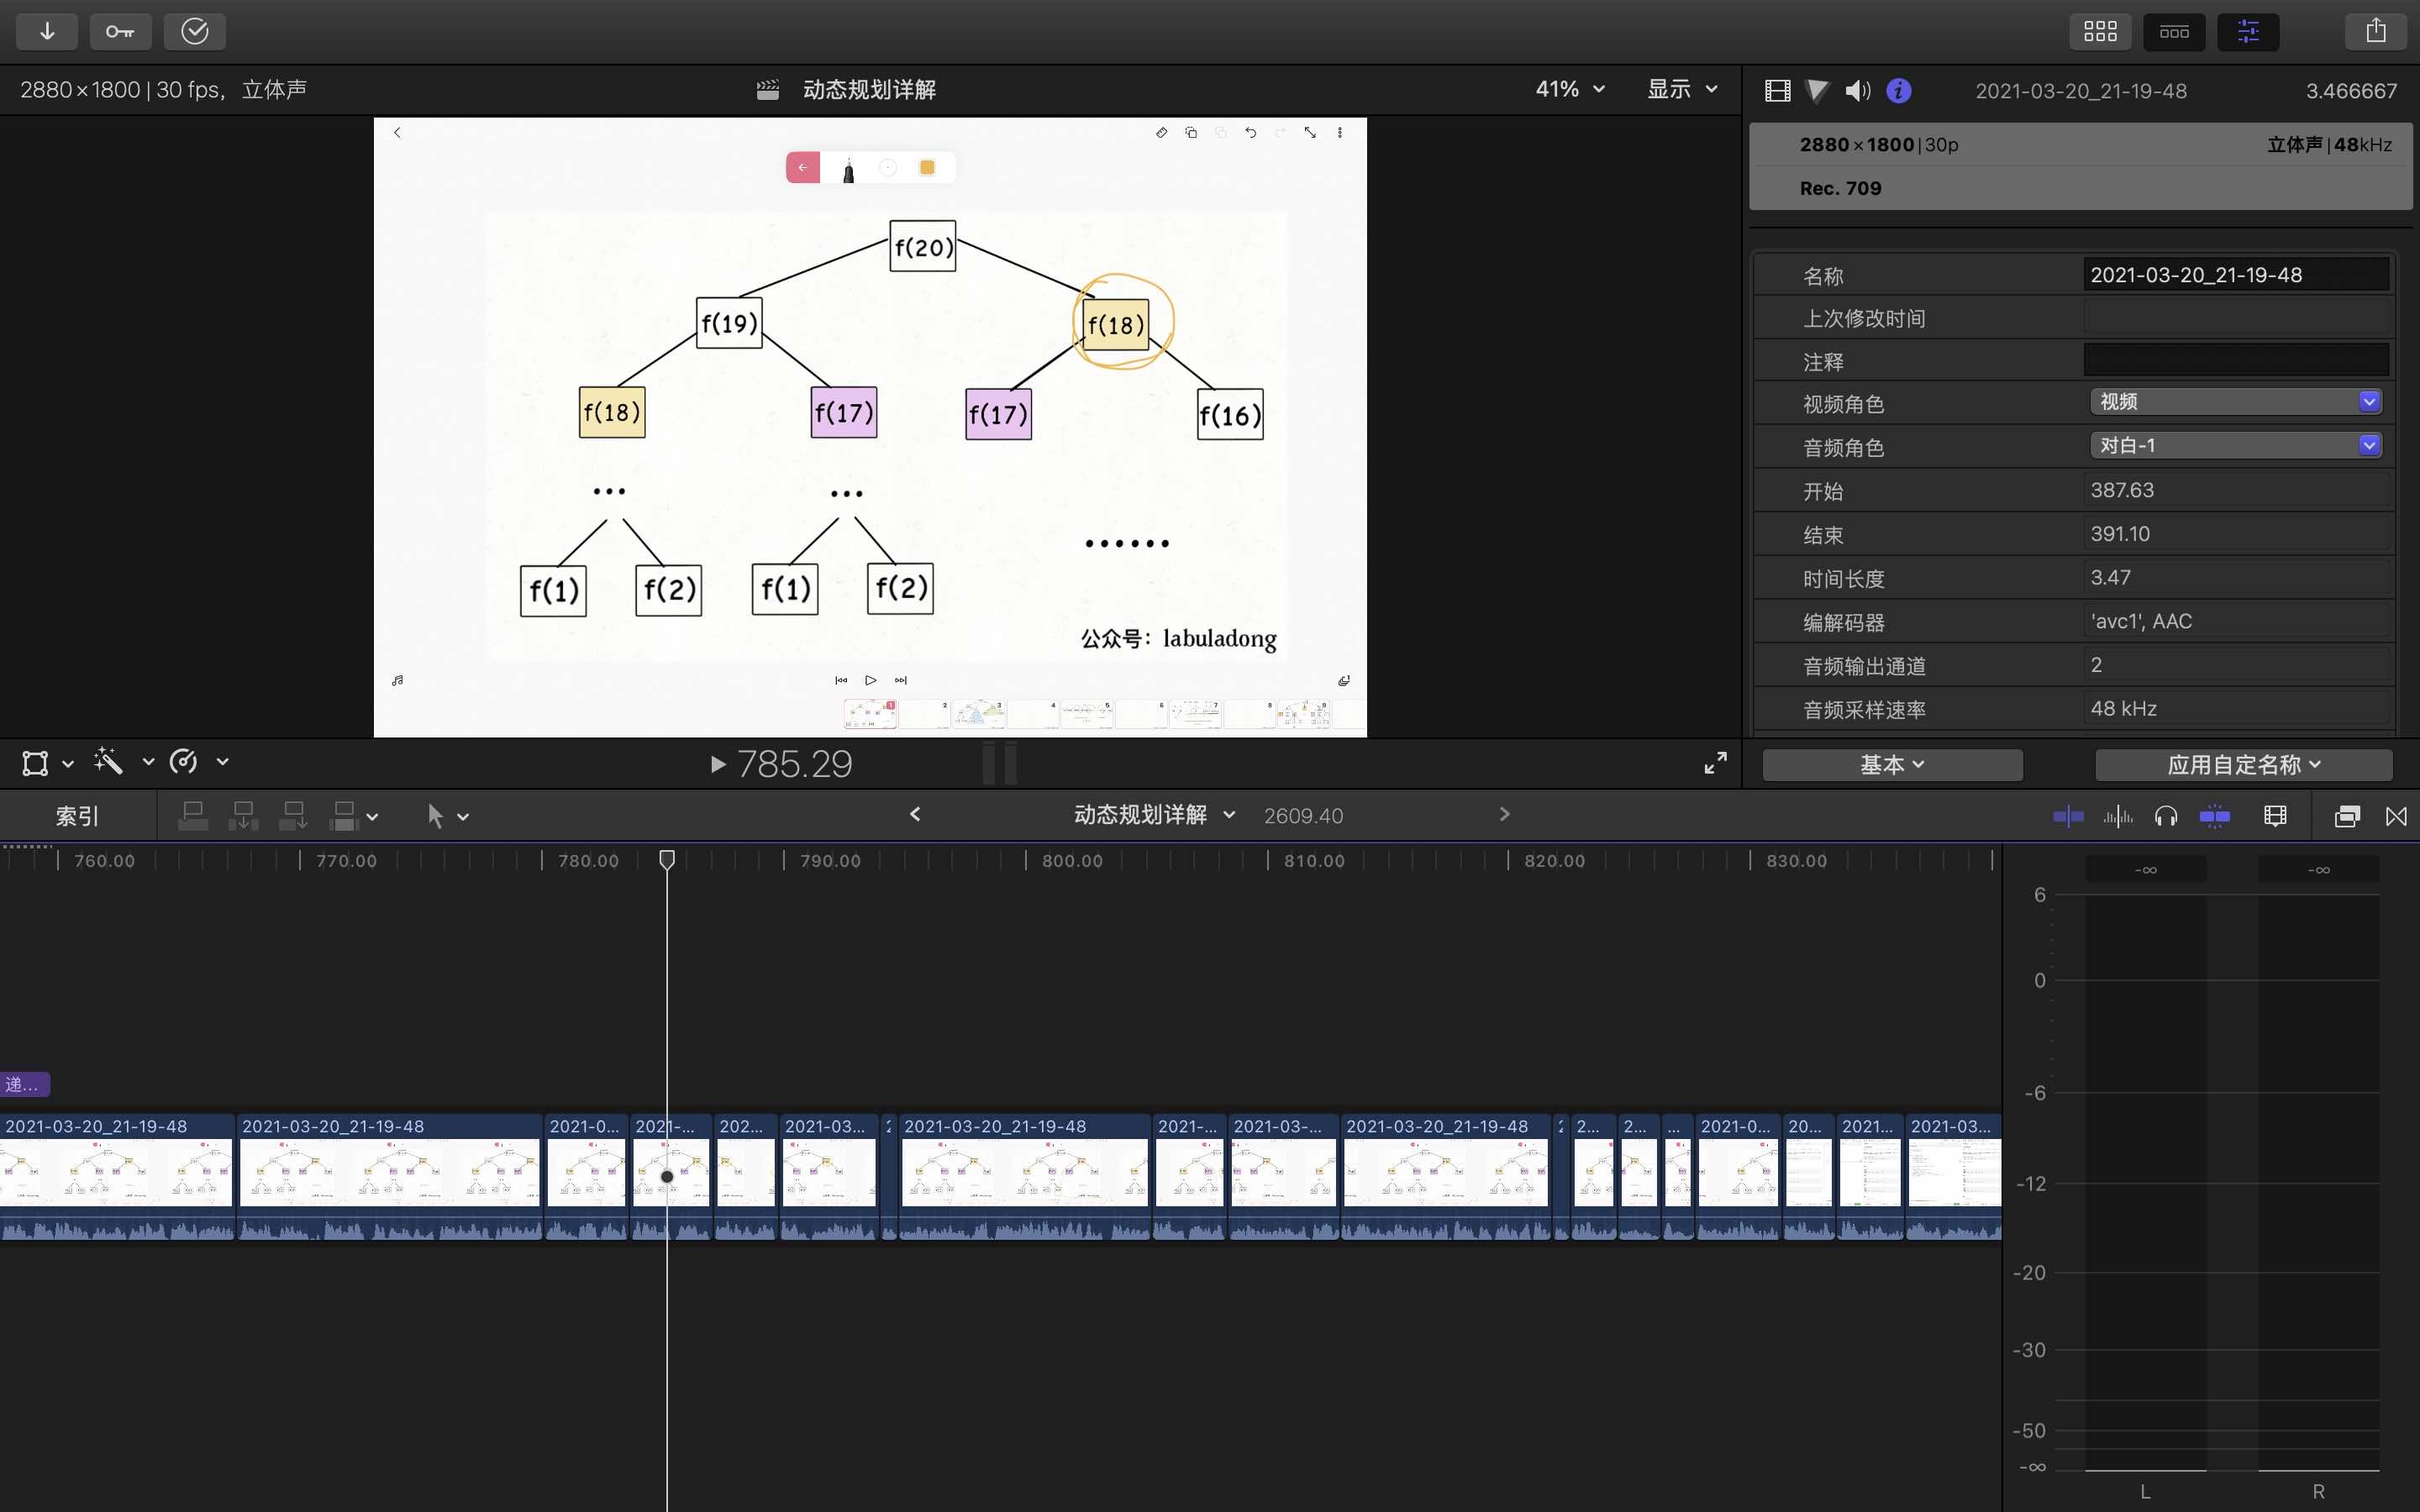 2880×1800 | 30 fps, 立体声
动态规划详解
41%
显示
2021-03-20_21-19-48
3.466667
2880×1800|30p
立体声|48kHz
Rec. 709
f(20)
f(19)
f(18)
f(18)
f(17)
f(17)
f(16)
...
...
......
f(1)
f(2)
f(1)
f(2)
公众号：labuladong
1
2
3
4
5
6
7
8
9
名称
2021-03-20_21-19-48
上次修改时间
注释
视频角色
视频
音频角色
对白-1
开始
387.63
结束
391.10
时间长度
3.47
编解码器
'avc1', AAC
音频输出通道
2
音频采样速率
48 kHz
785.29
基本
应用自定名称
索引
动态规划详解
2609.40
760.00
770.00
780.00
790.00
800.00
810.00
820.00
830.00
递...
2021-03-20_21-19-48
2021-03-20_21-19-48
2021-0...
2021-...
202...
2021-03...
2021-03-20_21-19-48
2021-...
2021-03-...
2021-03-20_21-19-48
2...
2...
...
2021-0...
20...
2021...
2021-03...
-∞
-∞
6
0
-6
-12
-20
-30
-50
-∞
L
R